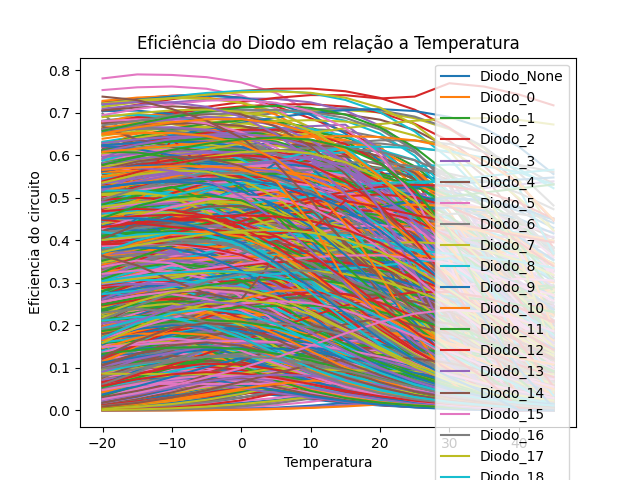 Eficiência do Diodo em relação a Temperatura
Eficiencia do circuito
0.8
0.7
0.6
0.5
0.4
0.3
0.2
0.1
0.0
−20
−10
0
10
20
30
40
Temperatura
Diodo_None
Diodo_0
Diodo_1
Diodo_2
Diodo_3
Diodo_4
Diodo_5
Diodo_6
Diodo_7
Diodo_8
Diodo_9
Diodo_10
Diodo_11
Diodo_12
Diodo_13
Diodo_14
Diodo_15
Diodo_16
Diodo_17
Diodo_18